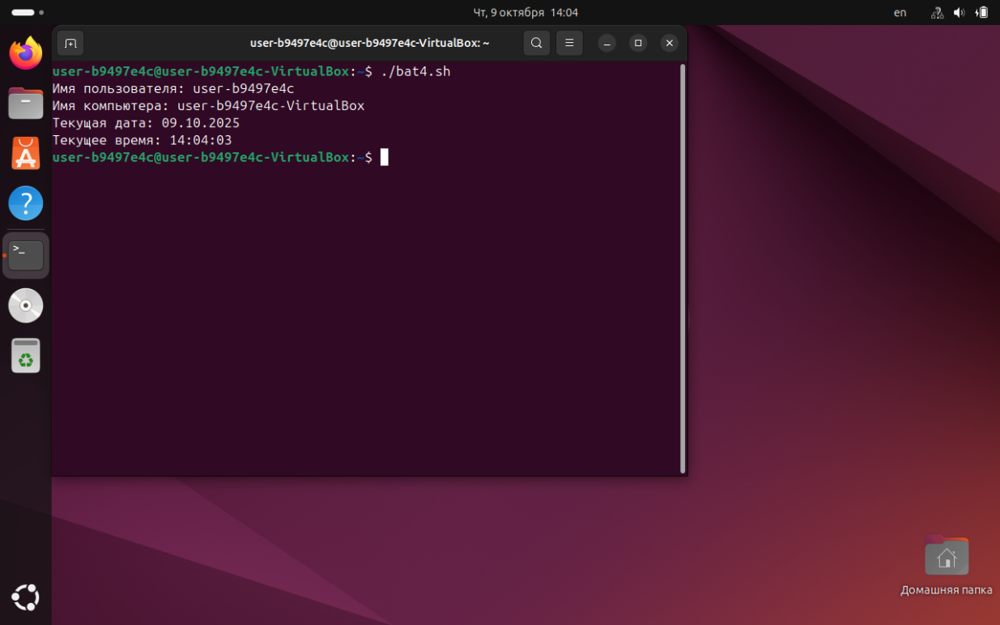 Чт, 9 октября 14:04
en
user-b9497e4c@user-b9497e4c-VirtualBox: ~
user-b9497e4c@user-b9497e4c-VirtualBox:~$ ./bat4.sh
Имя пользователя: user-b9497e4c
Имя компьютера: user-b9497e4c-VirtualBox
Текущая дата: 09.10.2025
Текущее время: 14:04:03
user-b9497e4c@user-b9497e4c-VirtualBox:~$
Домашняя папка